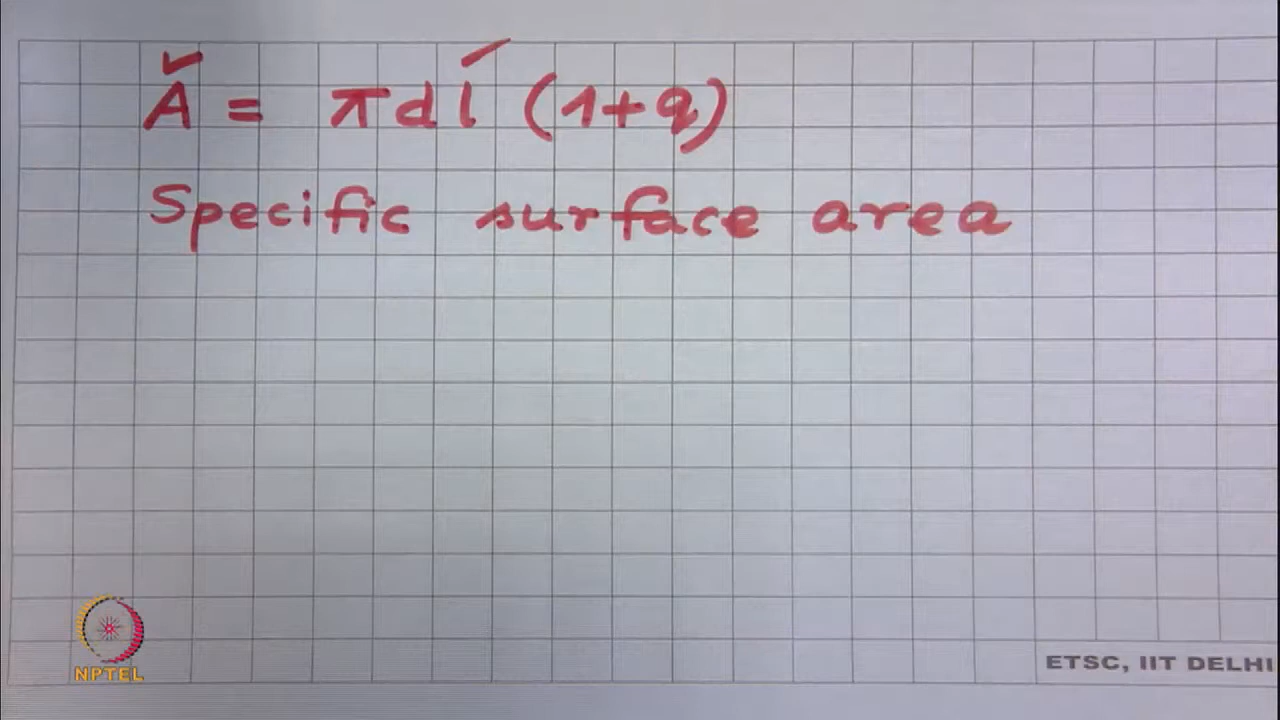 Ǎ = πdl (1+q)
Specific surface area
NPTEL
ETSC, IIT DELHI